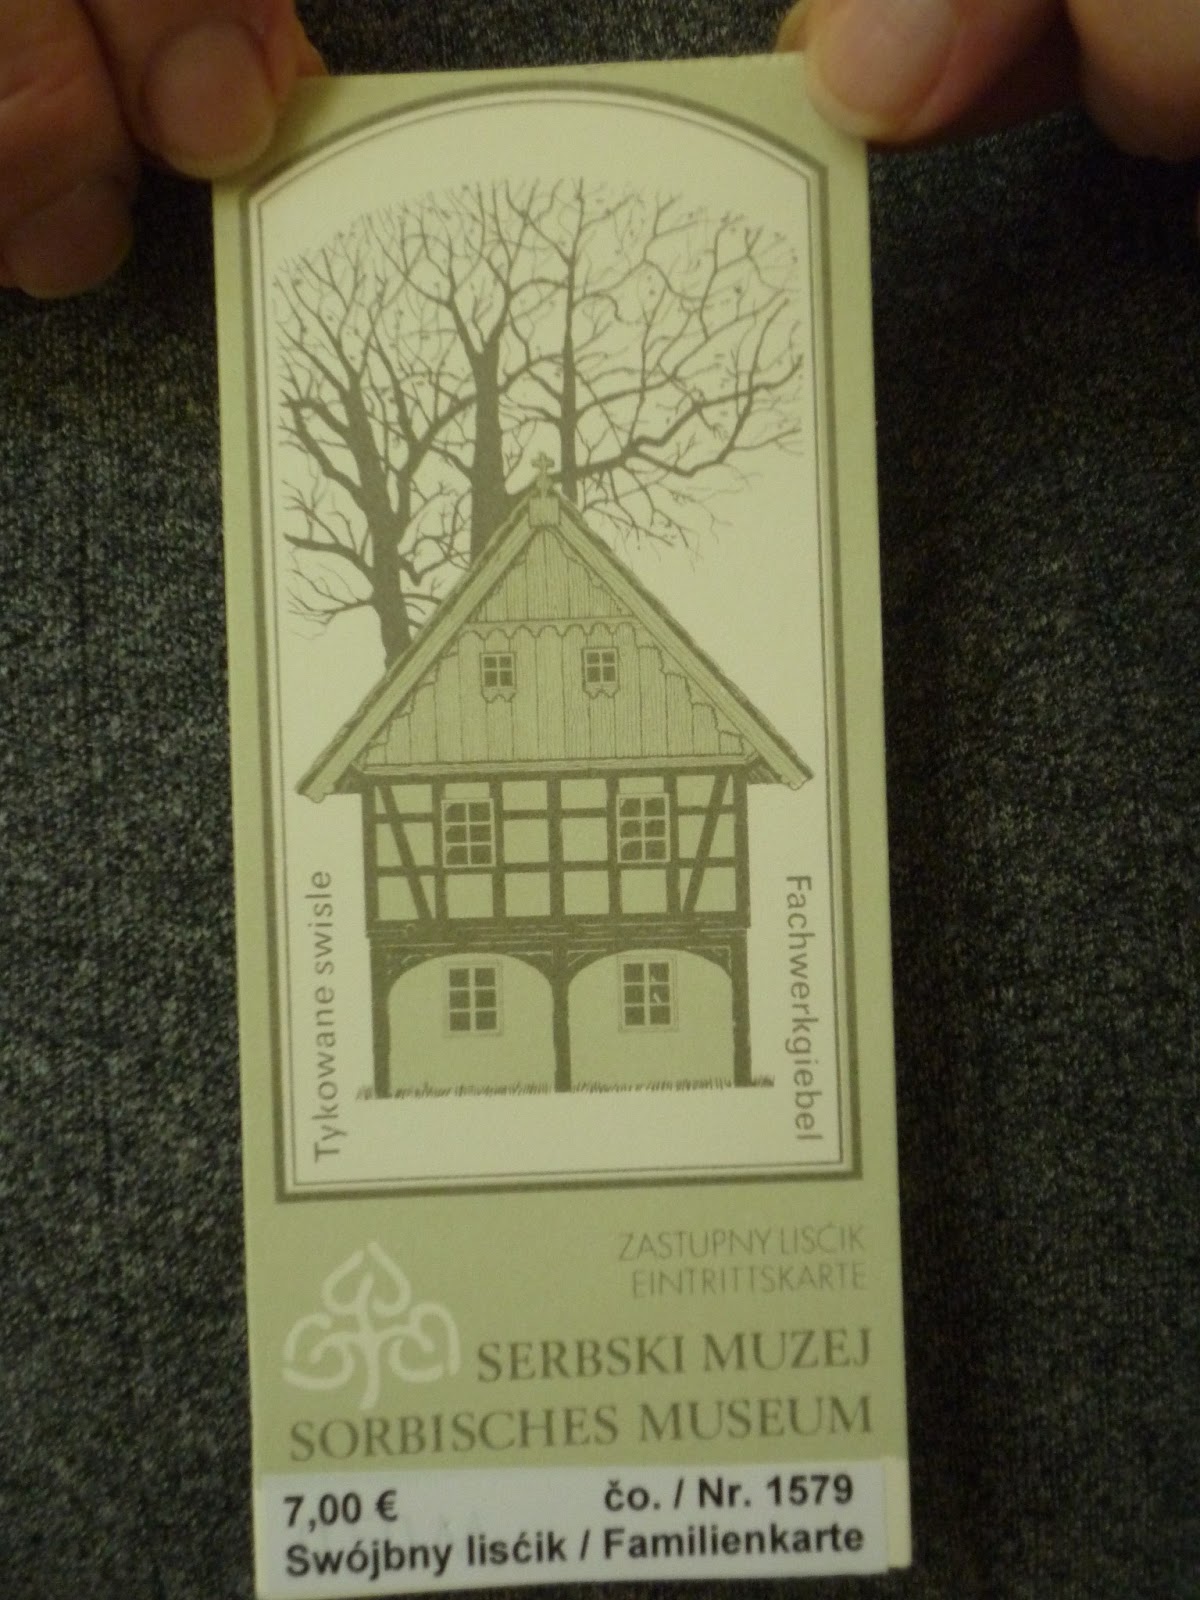 Tykowane swisle
Fachwerkgiebel
ZASTUPNY LISĆIK
EINTRITTSKARTE
SERBSKI MUZEJ
SORBISCHES MUSEUM
7,00 € čo. / Nr. 1579
Swójbny lisćik / Familienkarte